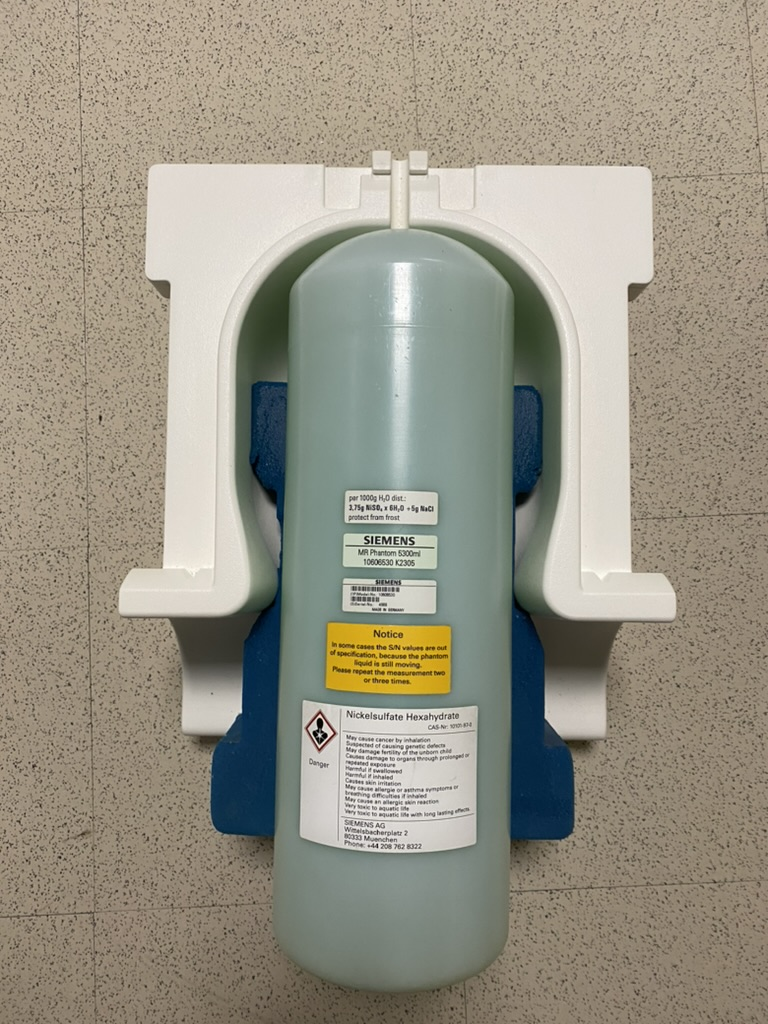 per 1000g H₂O dist.:
3,75g NiSO₄ x 6H₂O + 5g NaCl
protect from frost
SIEMENS
MR Phantom 5300ml
10606530 K2305
SIEMENS
MADE IN GERMANY
Notice
In some cases the S/N values are out
of specification, because the phantom
liquid is still moving.
Please repeat the measurement two
or three times.
Nickelsulfate Hexahydrate
CAS-Nr: 10101-97-0
Danger
May cause cancer by inhalation
Suspected of causing genetic defects
May damage fertility of the unborn child
Causes damage to organs through prolonged or
repeated exposure
Harmful if swallowed
Harmful if inhaled
Causes skin irritation
May cause allergie or asthma symptoms or
breathing difficulties if inhaled
May cause an allergic skin reaction
Very toxic to aquatic life
Very toxic to aquatic life with long lasting effects
SIEMENS AG
Wittelsbacherplatz 2
80333 Muenchen
Phone: +44 208 762 8322